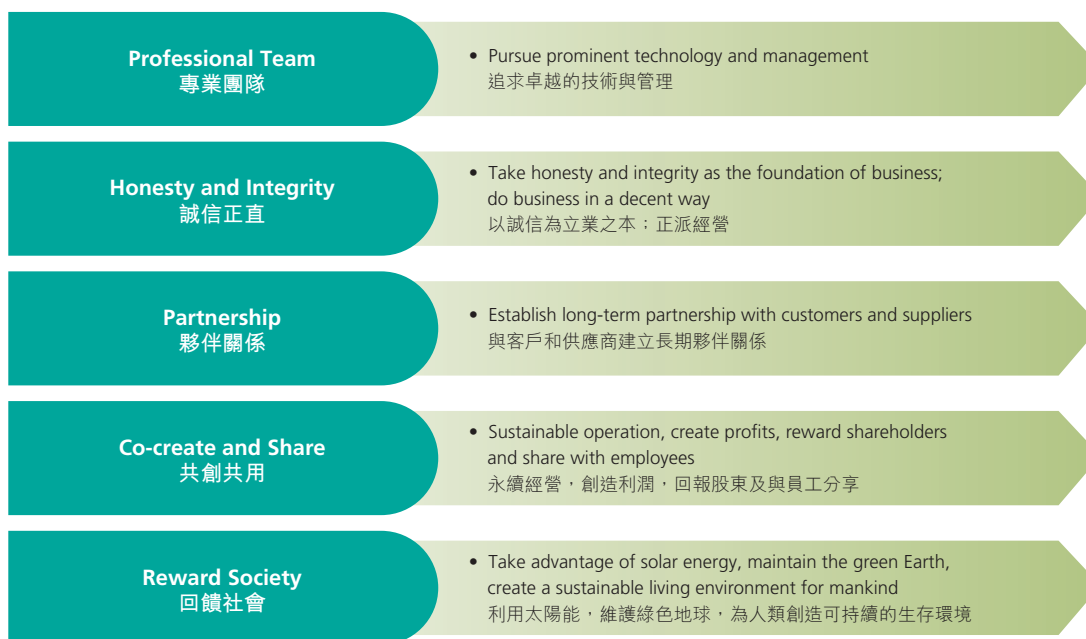 Professional Team
專業團隊
• Pursue prominent technology and management
追求卓越的技術與管理
Honesty and Integrity
誠信正直
• Take honesty and integrity as the foundation of business;
do business in a decent way
以誠信為立業之本；正派經營
Partnership
夥伴關係
• Establish long-term partnership with customers and suppliers
與客戶和供應商建立長期夥伴關係
Co-create and Share
共創共用
• Sustainable operation, create profits, reward shareholders
and share with employees
永續經營，創造利潤，回報股東及與員工分享
Reward Society
回饋社會
• Take advantage of solar energy, maintain the green Earth,
create a sustainable living environment for mankind
利用太陽能，維護綠色地球，為人類創造可持續的生存環境